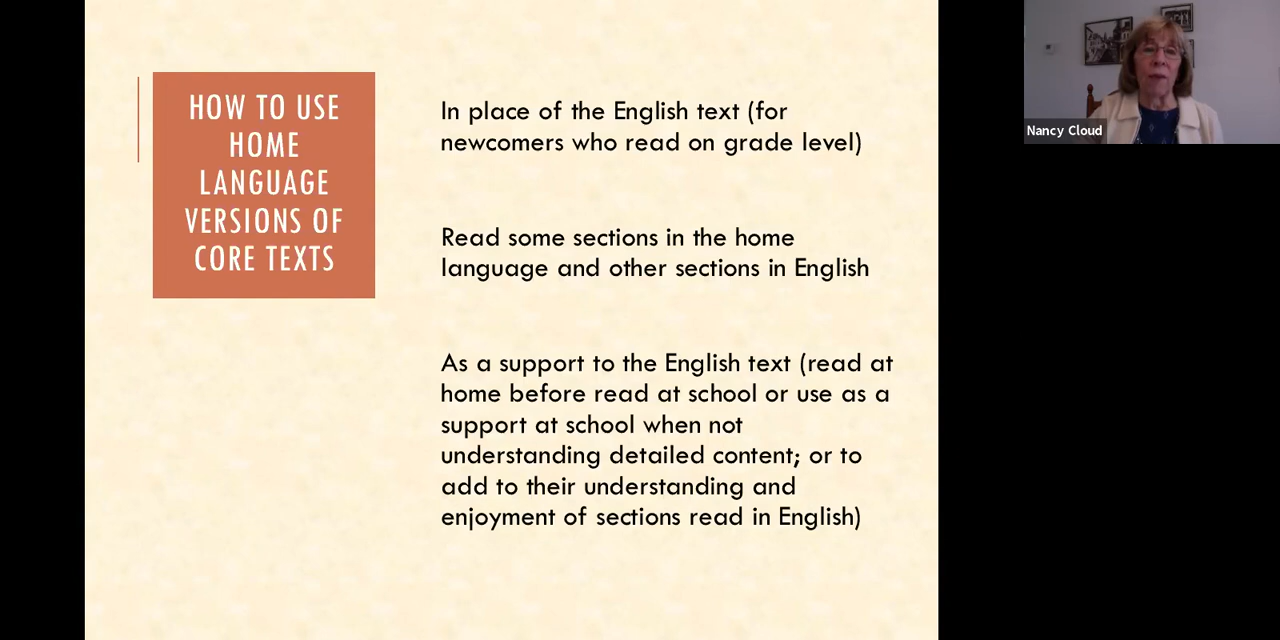 HOW TO USE
HOME
LANGUAGE
VERSIONS OF
CORE TEXTS
In place of the English text (for
newcomers who read on grade level)
Read some sections in the home
language and other sections in English
As a support to the English text (read at
home before read at school or use as a
support at school when not
understanding detailed content; or to
add to their understanding and
enjoyment of sections read in English)
Nancy Cloud